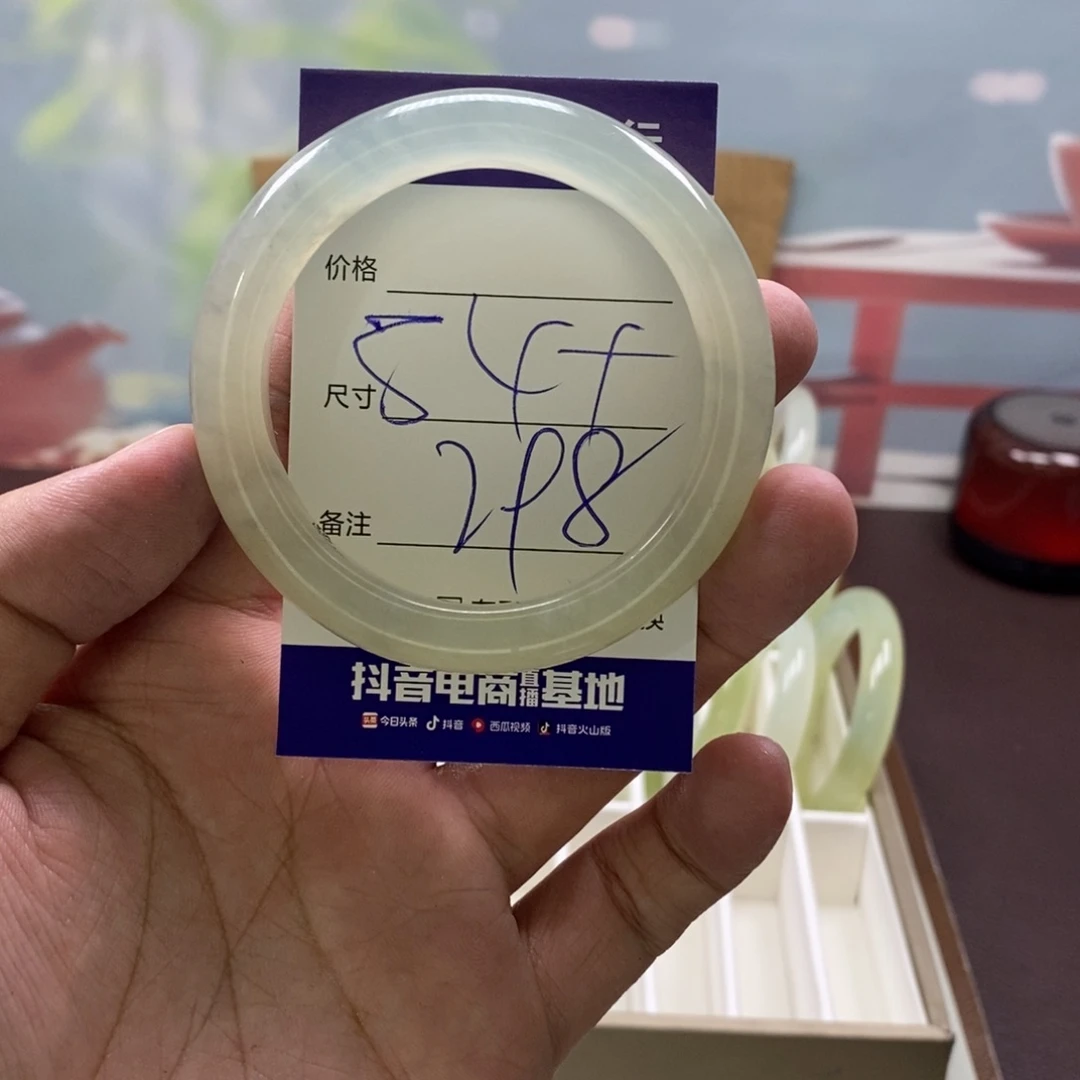 行
价格
尺寸
298
备注
抖音电商直播基地
今日头条 抖音 西瓜视频 抖音火山版